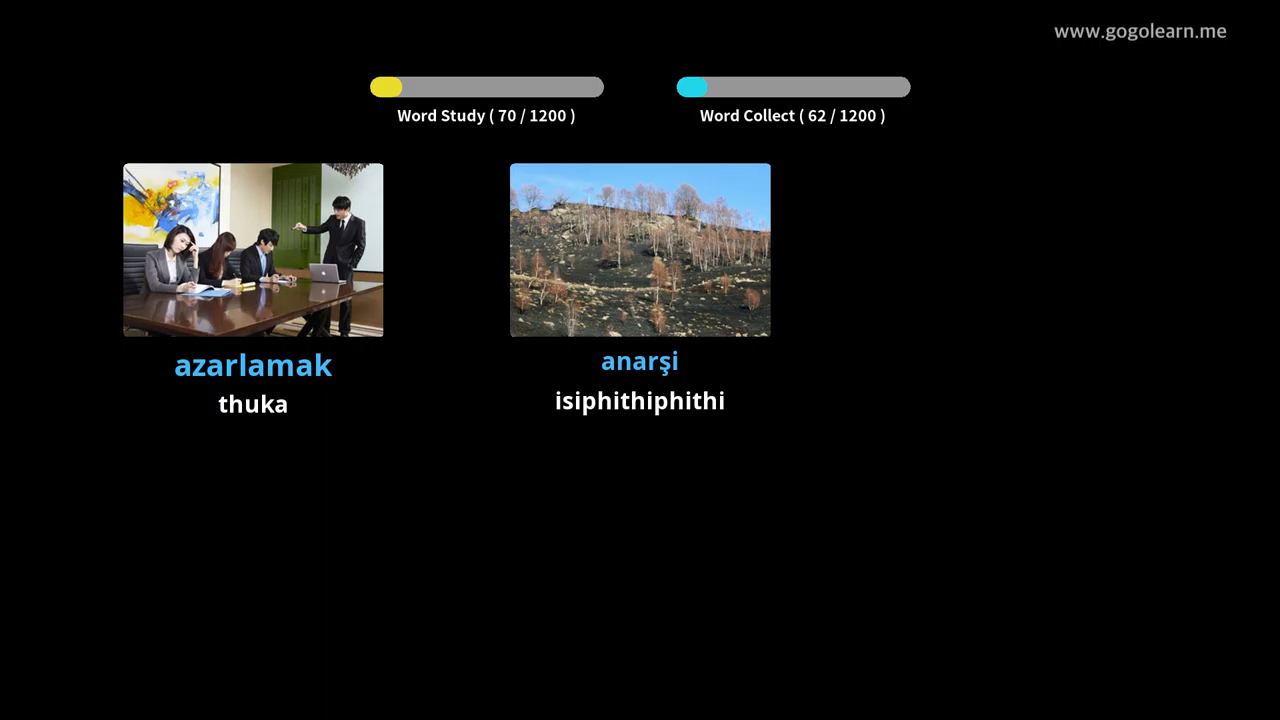 www.gogolearn.me
Word Study ( 70 / 1200 )
Word Collect ( 62 / 1200 )
azarlamak
thuka
anarşi
isiphithiphithi